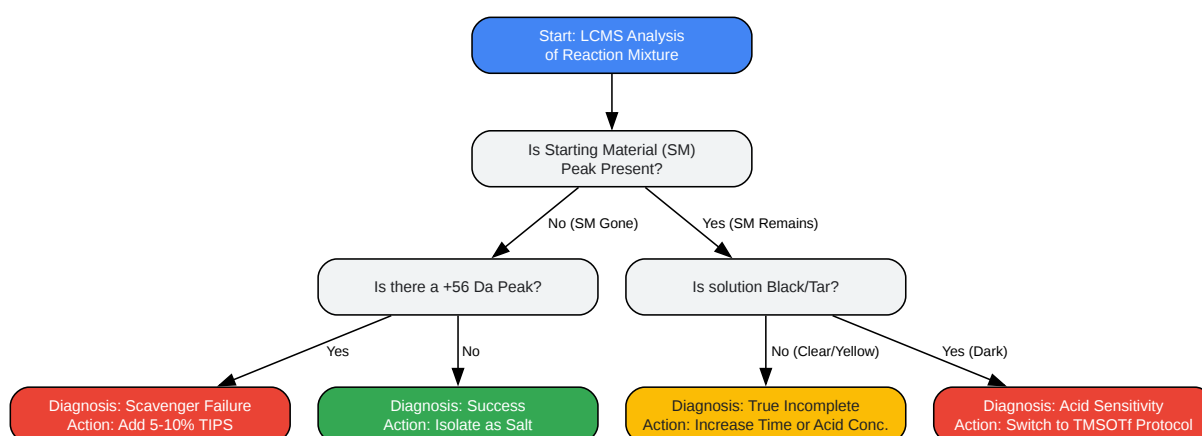 Start: LCMS Analysis
of Reaction Mixture
Is Starting Material (SM)
Peak Present?
No (SM Gone)
Yes (SM Remains)
Is there a +56 Da Peak?
Is solution Black/Tar?
Yes
No
No (Clear/Yellow)
Yes (Dark)
Diagnosis: Scavenger Failure
Action: Add 5-10% TIPS
Diagnosis: Success
Action: Isolate as Salt
Diagnosis: True Incomplete
Action: Increase Time or Acid Conc.
Diagnosis: Acid Sensitivity
Action: Switch to TMSOTf Protocol